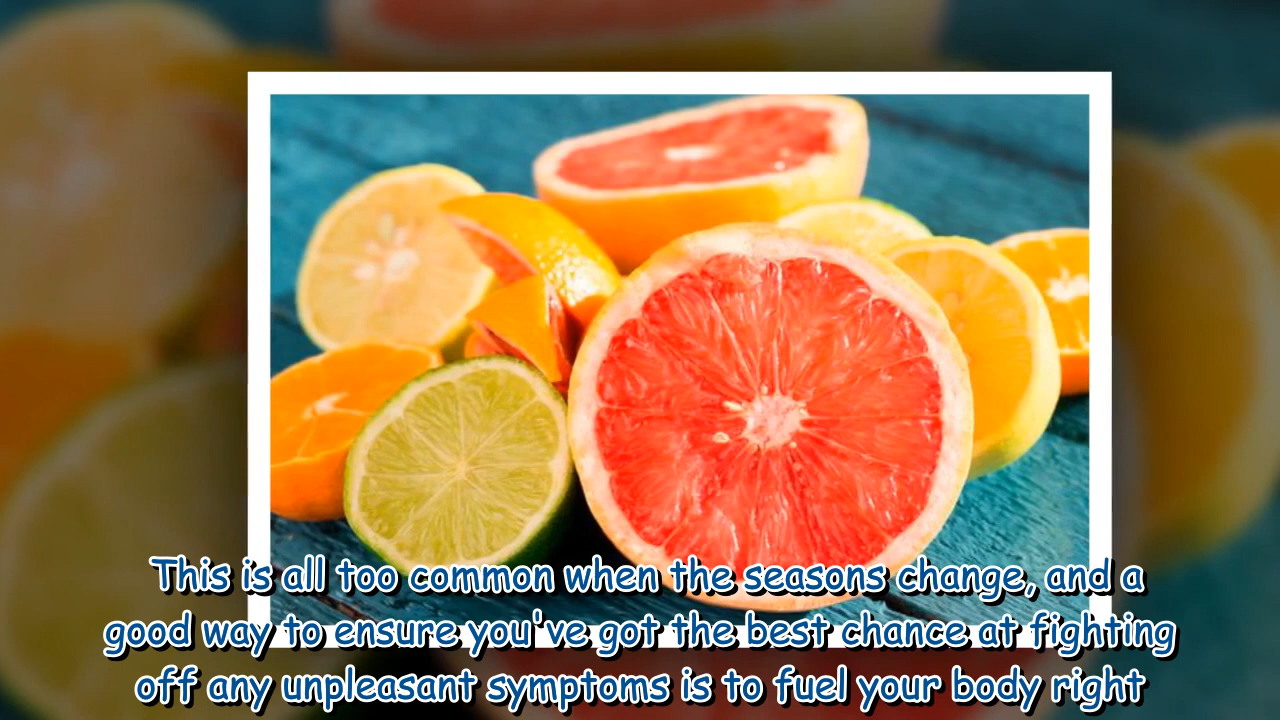 This is all too common when the seasons change, and a
good way to ensure you've got the best chance at fighting
off any unpleasant symptoms is to fuel your body right